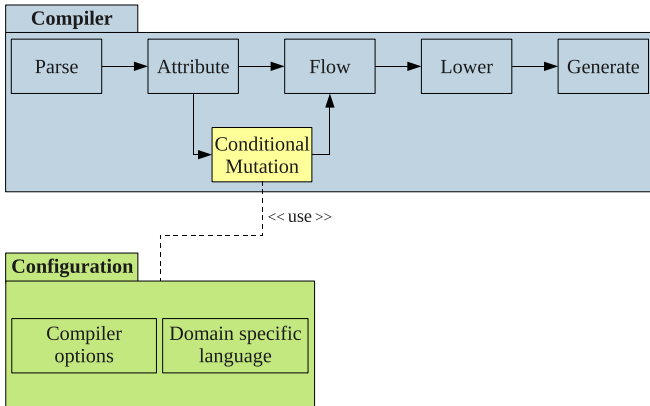 Compiler
Parse
Attribute
Flow
Lower
Generate
Conditional
Mutation
<< use >>
Configuration
Compiler
options
Domain specific
language